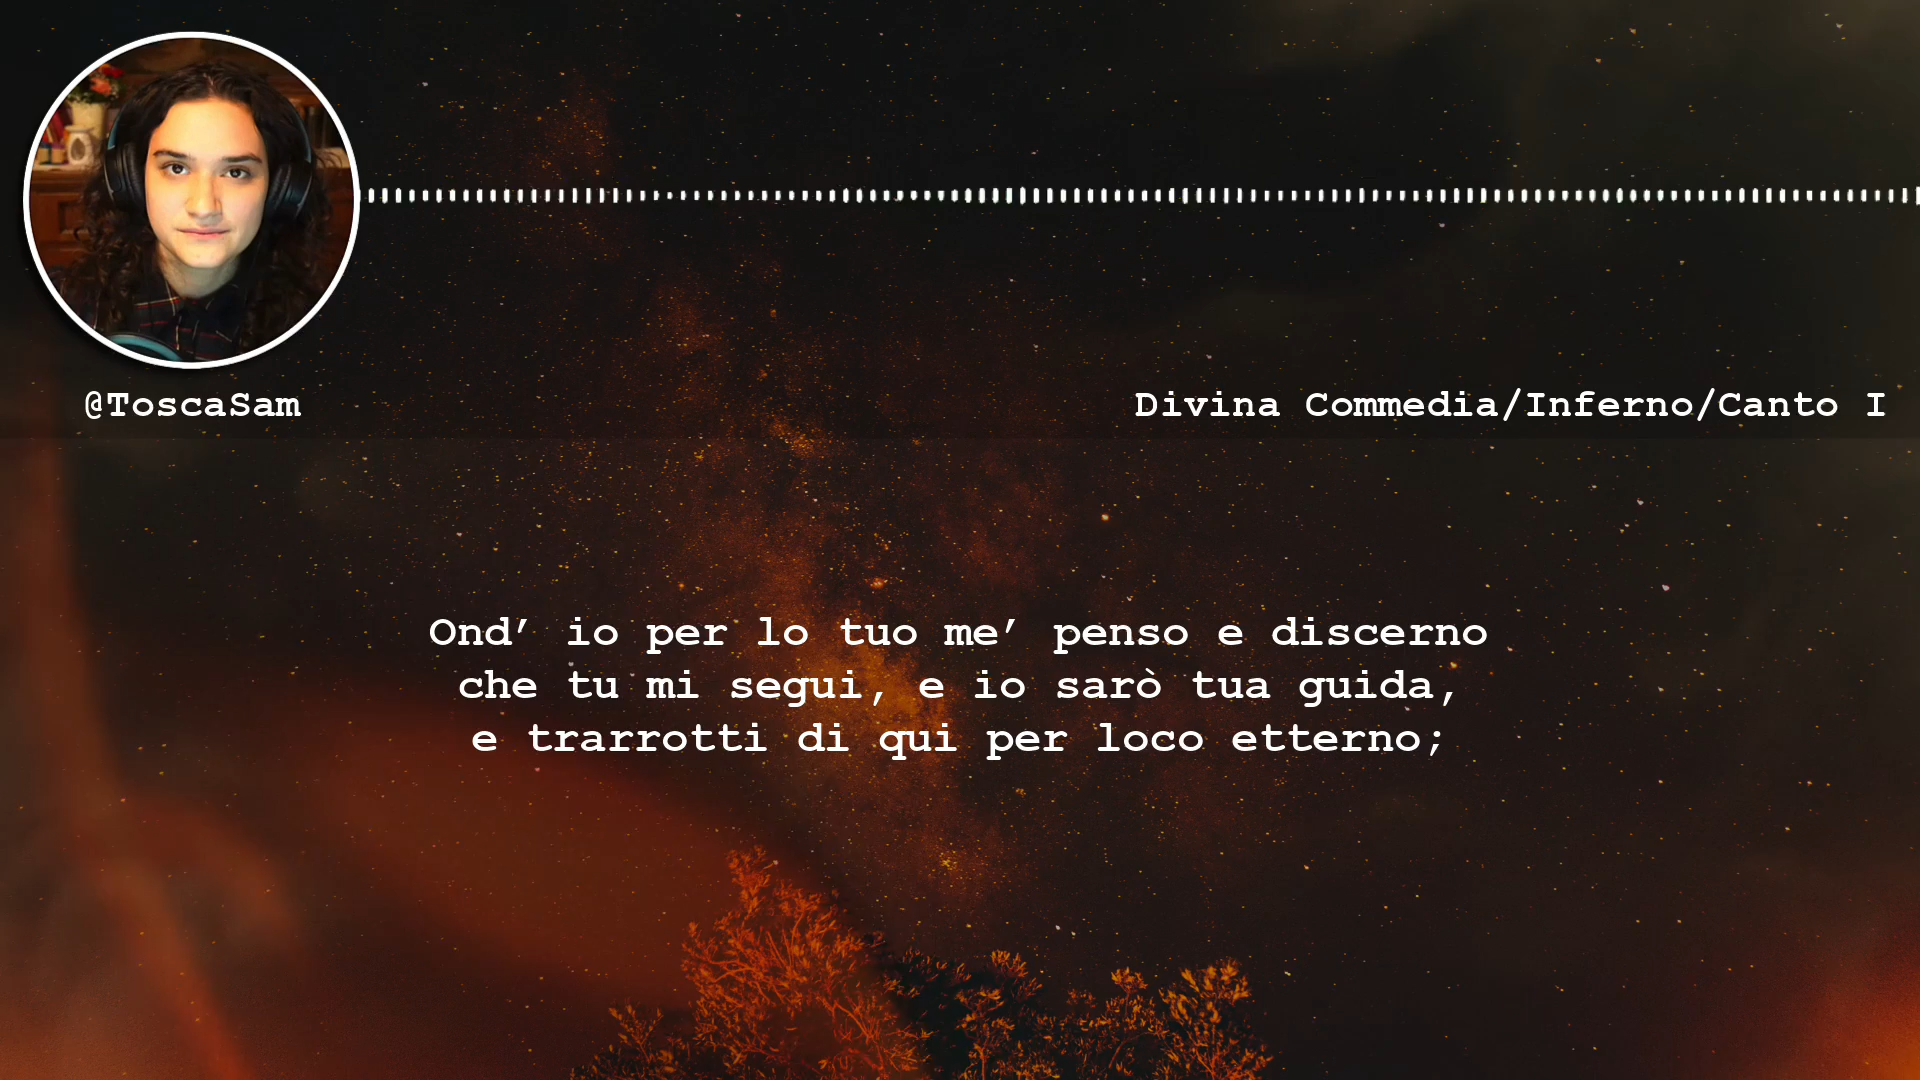 @ToscaSam
Divina Commedia/Inferno/Canto I
Ond’ io per lo tuo me’ penso e discerno
che tu mi segui, e io sarò tua guida,
e trarrotti di qui per loco etterno;